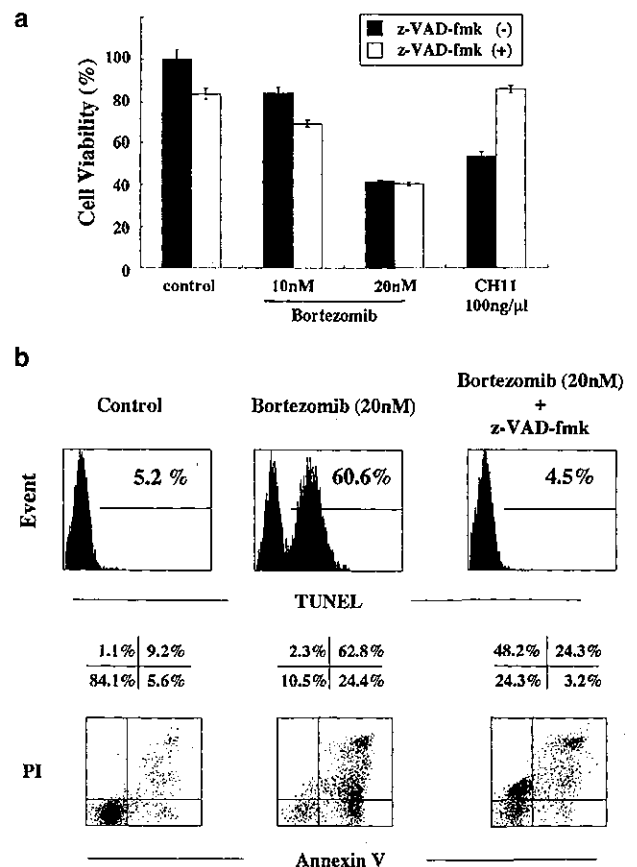 a
z-VAD-fmk (-)
z-VAD-fmk (+)
Cell Viability (%)
100
80
60
40
20
0
control
10nM
20nM
CH11
100ng/μl
Bortezomib
b
Control
Bortezomib (20nM)
Bortezomib (20nM)
+
z-VAD-fmk
Event
5.2 %
60.6%
4.5%
TUNEL
1.1% 9.2%
84.1% 5.6%
2.3% 62.8%
10.5% 24.4%
48.2% 24.3%
24.3% 3.2%
PI
Annexin V